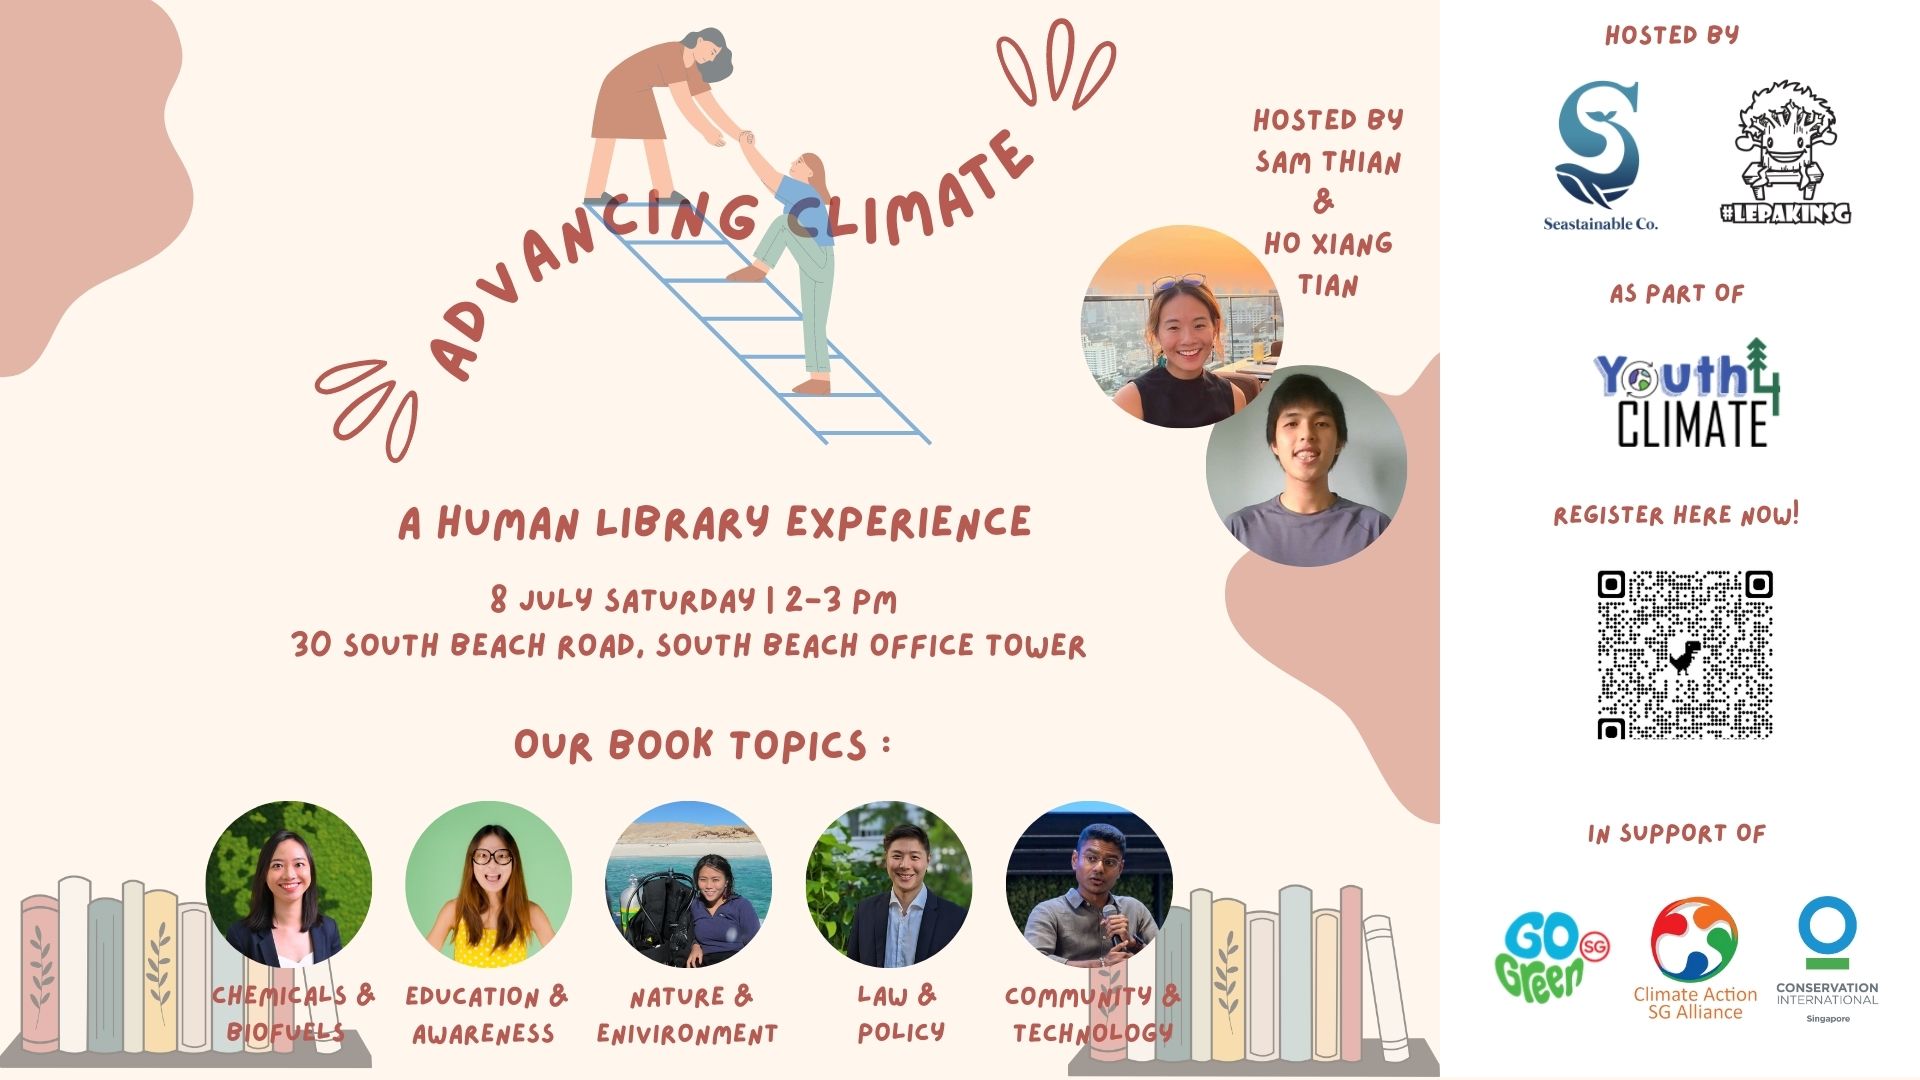 ADVANCING CLIMATE
A HUMAN LIBRARY EXPERIENCE
8 JULY SATURDAY | 2-3 PM
30 SOUTH BEACH ROAD, SOUTH BEACH OFFICE TOWER
HOSTED BY
SAM THIAN
&
HO XIANG
TIAN
OUR BOOK TOPICS :
CHEMICALS &
BIOFUELS
EDUCATION &
AWARENESS
NATURE &
ENIVIRONMENT
LAW &
POLICY
COMMUNITY &
TECHNOLOGY
HOSTED BY
Seastainable Co.
#LEPAKINSG
AS PART OF
Youth4
CLIMATE
REGISTER HERE NOW!
IN SUPPORT OF
GO
Green
SG
Climate Action
SG Alliance
CONSERVATION
INTERNATIONAL
Singapore